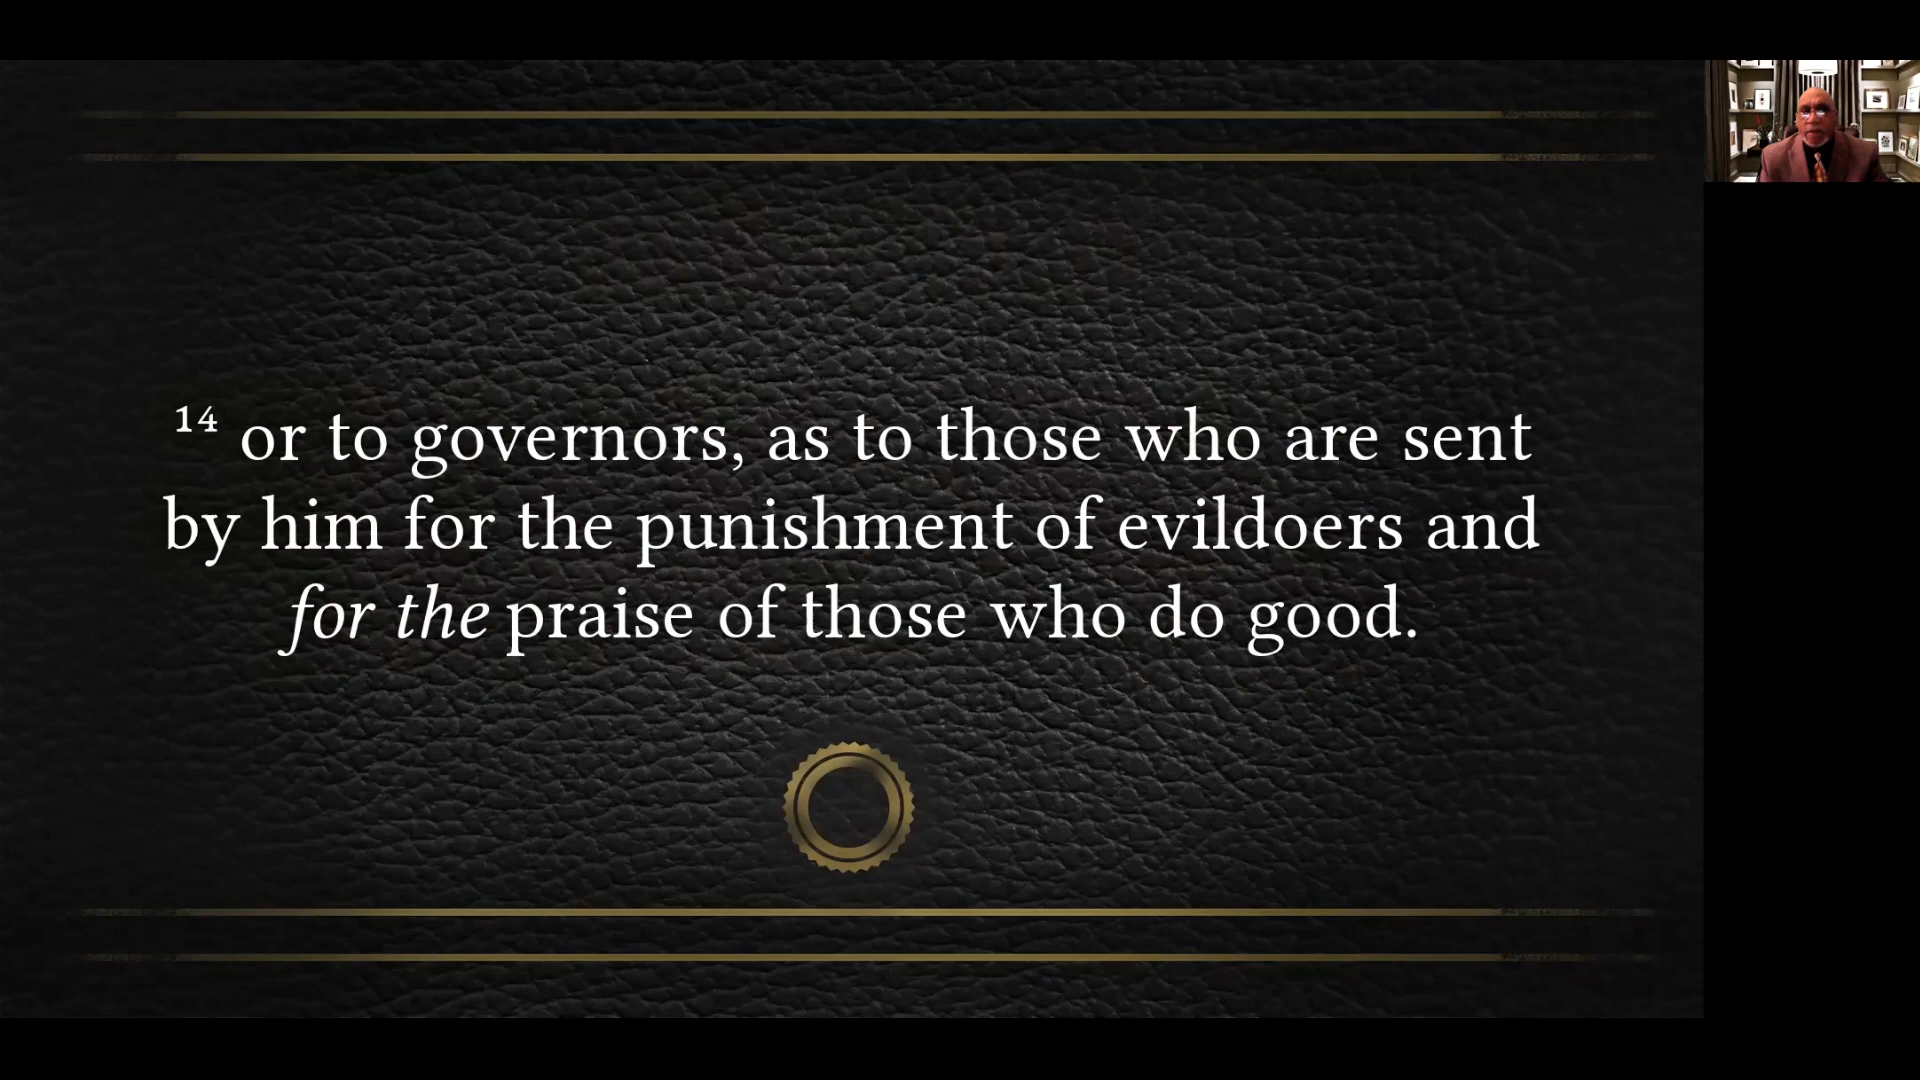 ¹⁴ or to governors, as to those who are sent
by him for the punishment of evildoers and
for the praise of those who do good.